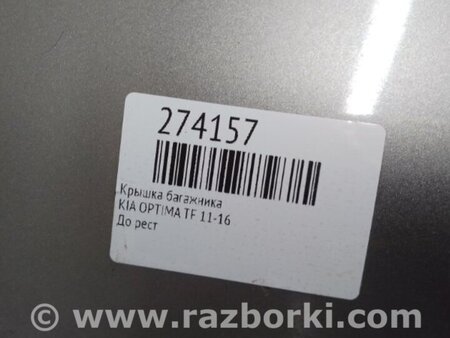 274157
Крышка багажника
KIA OPTIMA TF 11-16
До рест
© www.razborki.com